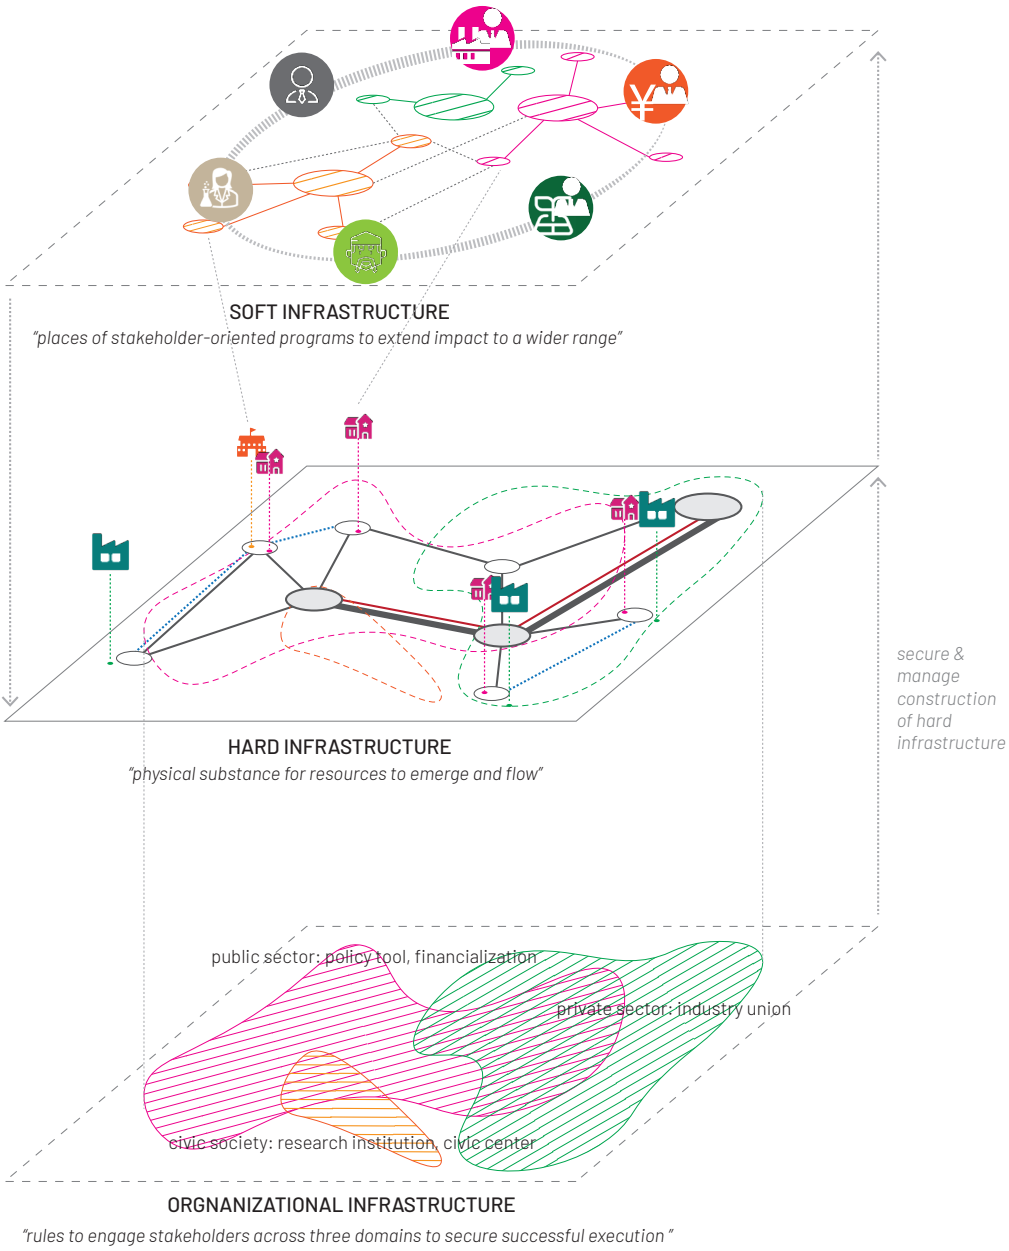 ¥
SOFT INFRASTRUCTURE
“places of stakeholder-oriented programs to extend impact to a wider range”
secure &
manage
construction
of hard
infrastructure
HARD INFRASTRUCTURE
“physical substance for resources to emerge and flow”
public sector: policy tool, financialization
private sector: industry union
civic society: research institution, civic center
ORGNANIZATIONAL INFRASTRUCTURE
“rules to engage stakeholders across three domains to secure successful execution ”